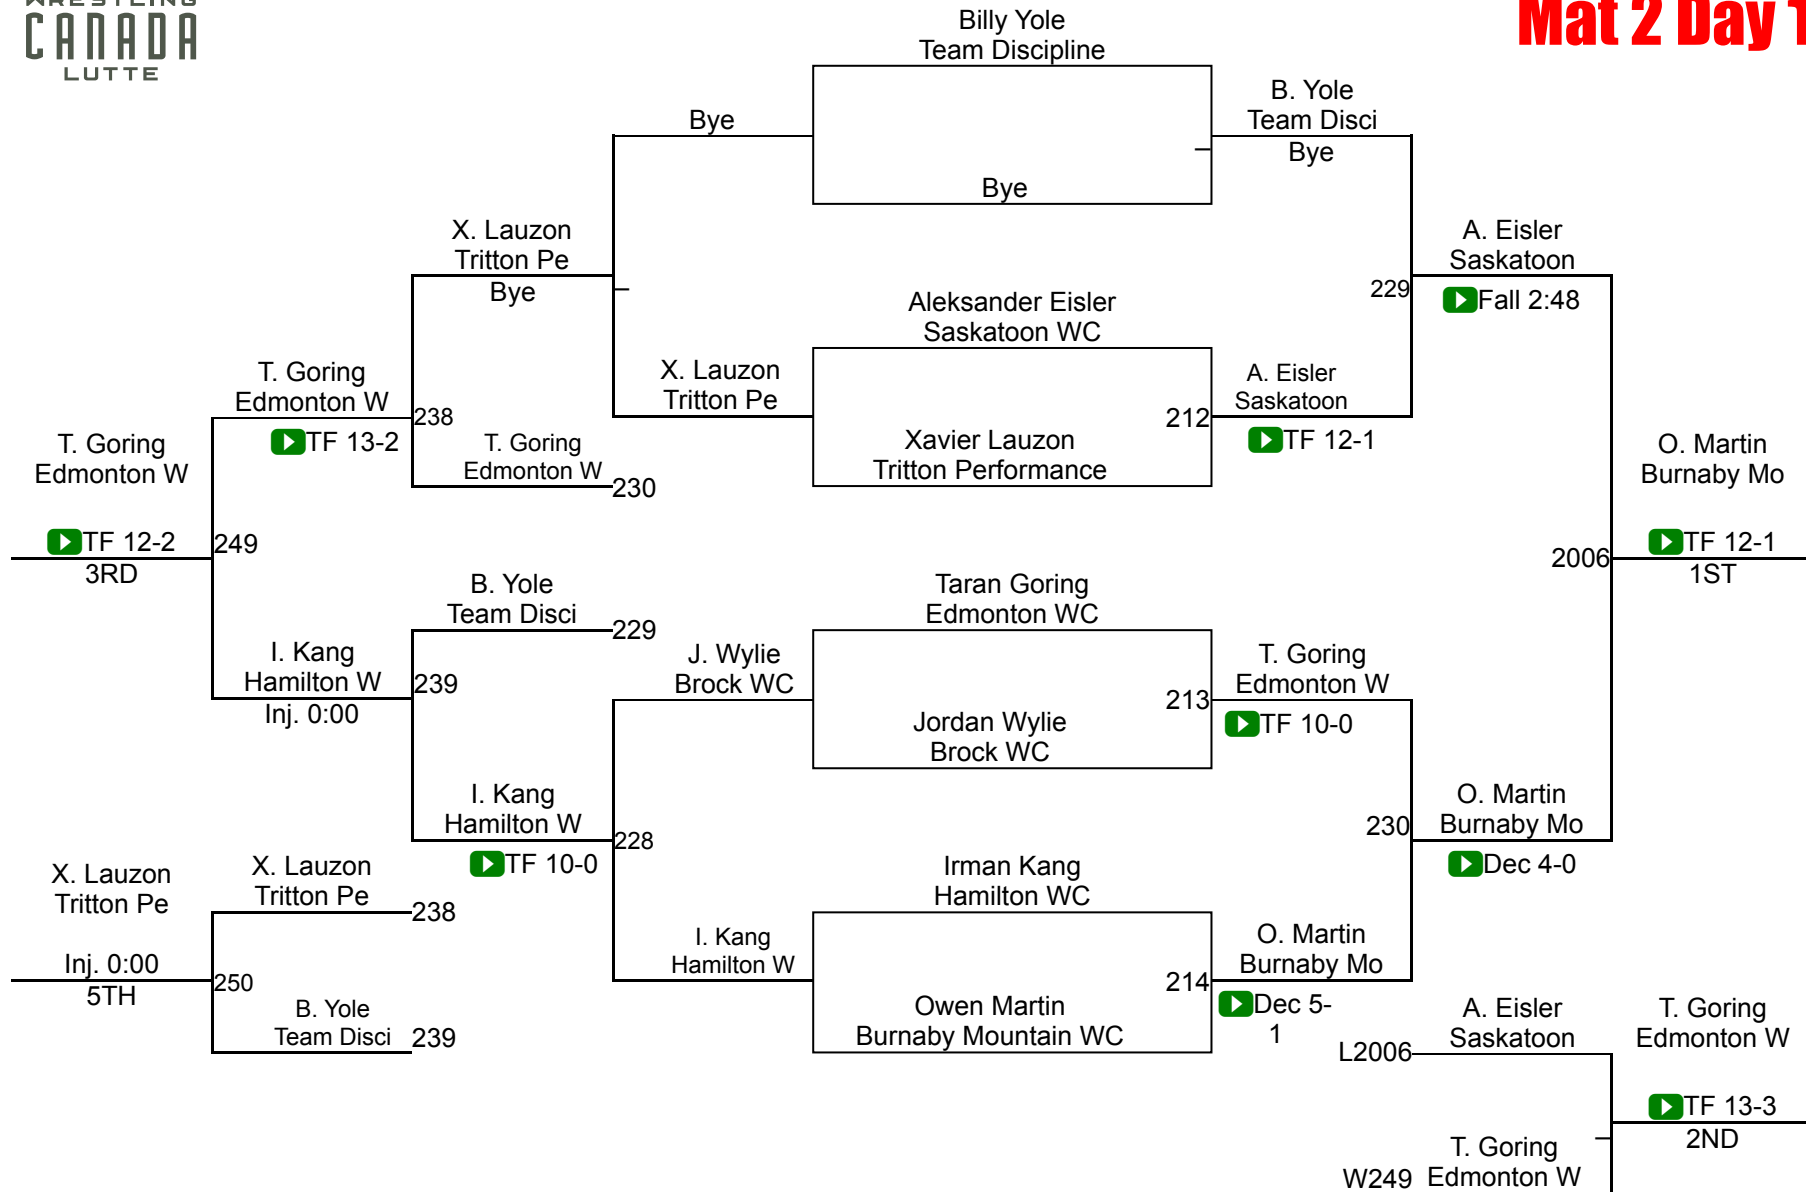 WRESTLING
CANADA
LUTTE
Mat 2 Day 1
Billy Yole
Team Discipline
Bye
B. Yole
Team Disci
Bye
Bye
X. Lauzon
Tritton Pe
Bye
A. Eisler
Saskatoon
229
Fall 2:48
Aleksander Eisler
Saskatoon WC
T. Goring
Edmonton W
TF 13-2
238
X. Lauzon
Tritton Pe
212
A. Eisler
Saskatoon
TF 12-1
Xavier Lauzon
Tritton Performance
T. Goring
Edmonton W
230
T. Goring
Edmonton W
TF 12-2
3RD
249
O. Martin
Burnaby Mo
2006
TF 12-1
1ST
B. Yole
Team Disci
229
Taran Goring
Edmonton WC
I. Kang
Hamilton W
Inj. 0:00
239
J. Wylie
Brock WC
213
T. Goring
Edmonton W
TF 10-0
Jordan Wylie
Brock WC
I. Kang
Hamilton W
TF 10-0
228
230
O. Martin
Burnaby Mo
Dec 4-0
X. Lauzon
Tritton Pe
Inj. 0:00
5TH
X. Lauzon
Tritton Pe
238
250
B. Yole
Team Disci
239
Irman Kang
Hamilton WC
I. Kang
Hamilton W
214
O. Martin
Burnaby Mo
Dec 5-
1
Owen Martin
Burnaby Mountain WC
A. Eisler
Saskatoon
L2006
T. Goring
Edmonton W
TF 13-3
2ND
T. Goring
W249
Edmonton W